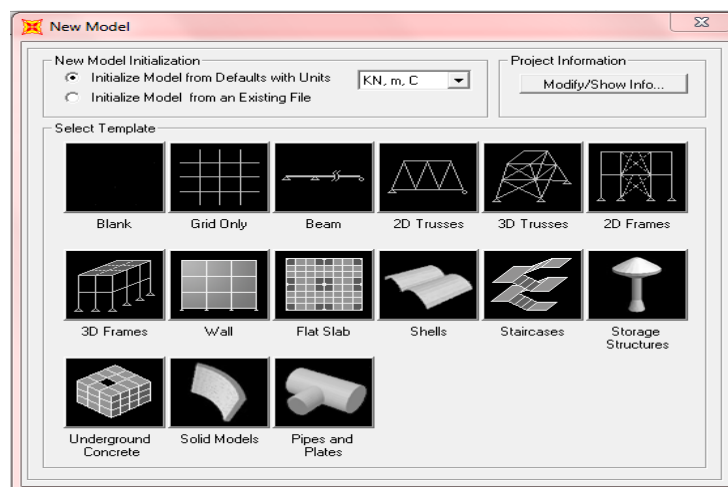 New Model
New Model Initialization
Initialize Model from Defaults with Units
KN, m, C
Initialize Model from an Existing File
Project Information
Modify/Show Info...
Select Template
Blank
Grid Only
Beam
2D Trusses
3D Trusses
2D Frames
3D Frames
Wall
Flat Slab
Shells
Staircases
Storage
Structures
Underground
Concrete
Solid Models
Pipes and
Plates